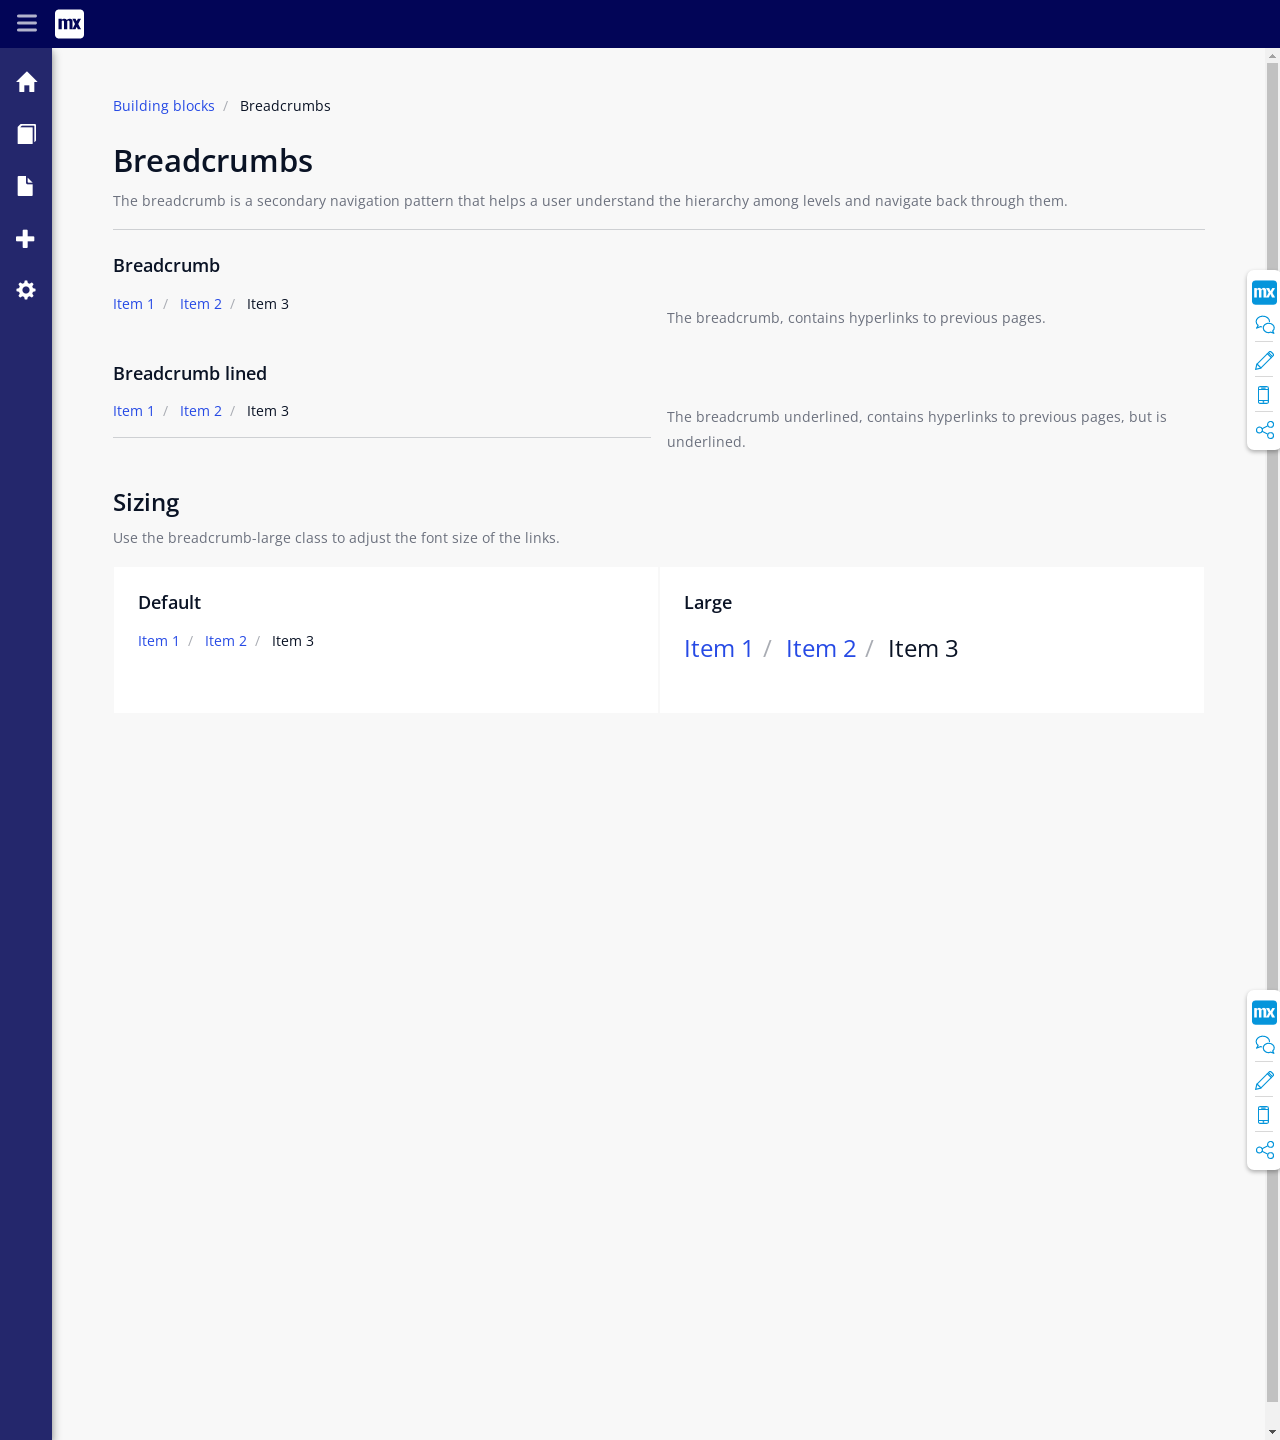 mx
Building blocks / Breadcrumbs
Breadcrumbs
The breadcrumb is a secondary navigation pattern that helps a user understand the hierarchy among levels and navigate back through them.
Breadcrumb
Item 1 / Item 2 / Item 3
The breadcrumb, contains hyperlinks to previous pages.
mx
Breadcrumb lined
Item 1 / Item 2 / Item 3
The breadcrumb underlined, contains hyperlinks to previous pages, but is
underlined.
Sizing
Use the breadcrumb-large class to adjust the font size of the links.
Default
Item 1 / Item 2 / Item 3
Large
Item 1 / Item 2 / Item 3
mx